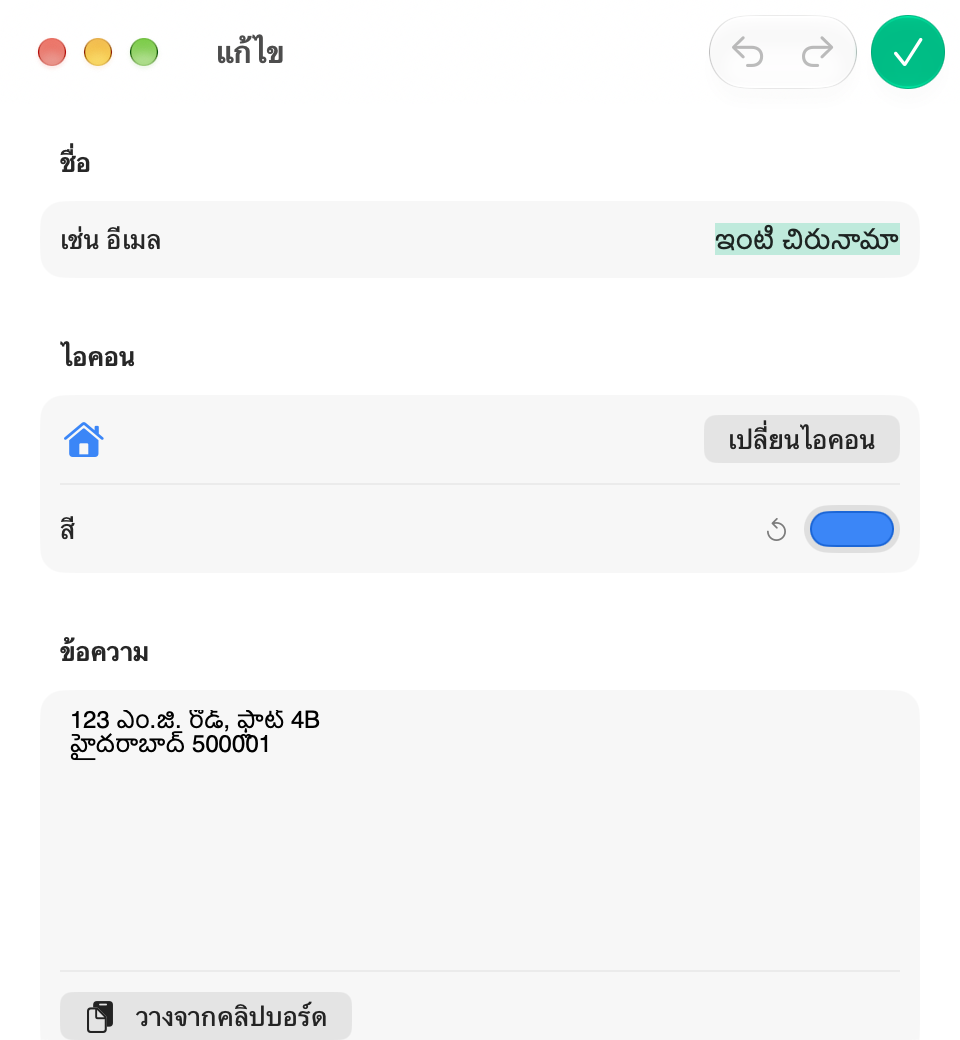 แก้ไข
ชื่อ
เช่น อีเมล ఇంటి చిరునామా
ไอคอน
เปลี่ยนไอคอน
สี
ข้อความ
123 ఎం.జి. రోడ్, ఫ్లాట్ 4B
హైదరాబాద్ 500001
วางจากคลิปบอร์ด